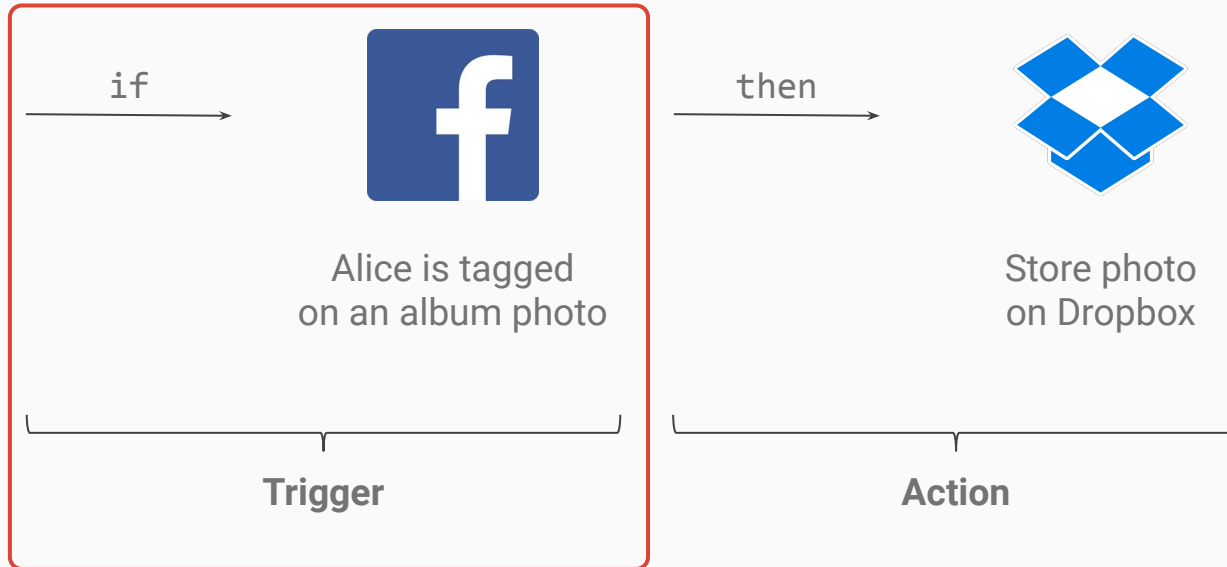 if
then
Alice is tagged
on an album photo
Store photo
on Dropbox
Trigger
Action